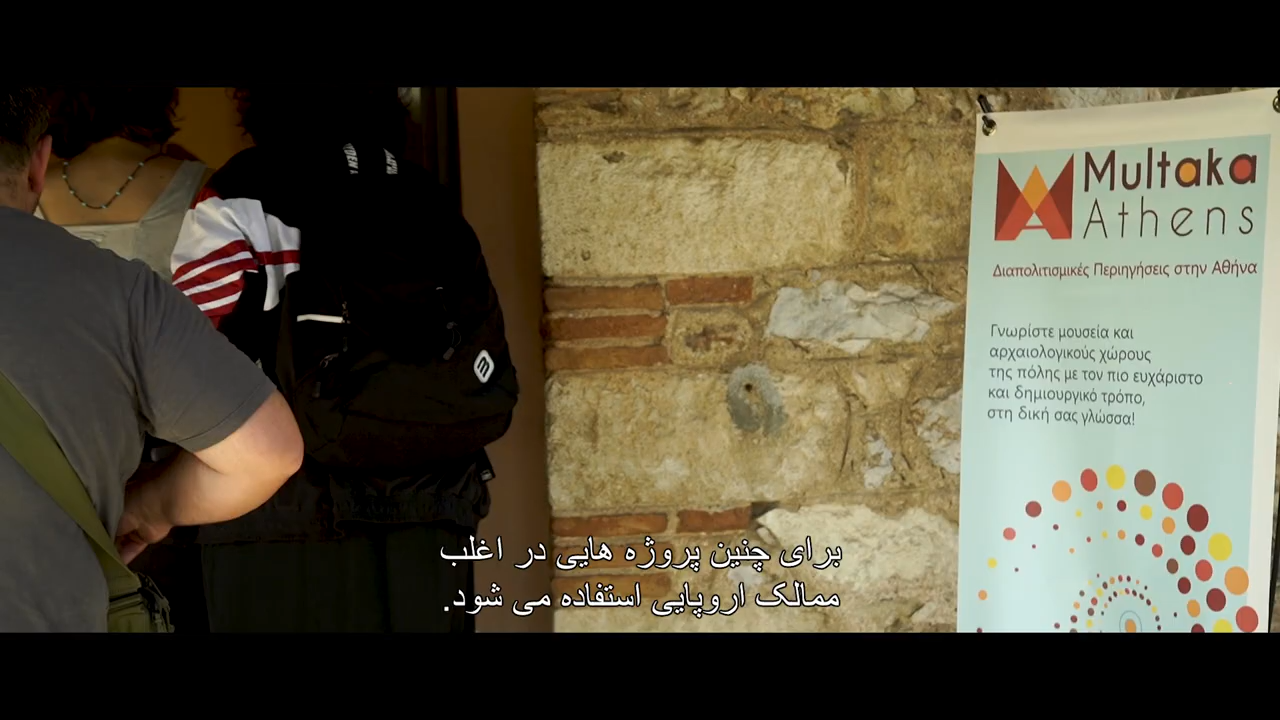 Multaka
Athens
Διαπολιτισμικές Περιηγήσεις στην Αθήνα
Γνωρίστε μουσεία και
αρχαιολογικούς χώρους
της πόλης με τον πιο ευχάριστο
και δημιουργικό τρόπο,
στη δική σας γλώσσα!
برای چنین پروژه هایی در اغلب
ممالک اروپایی استفاده می شود.